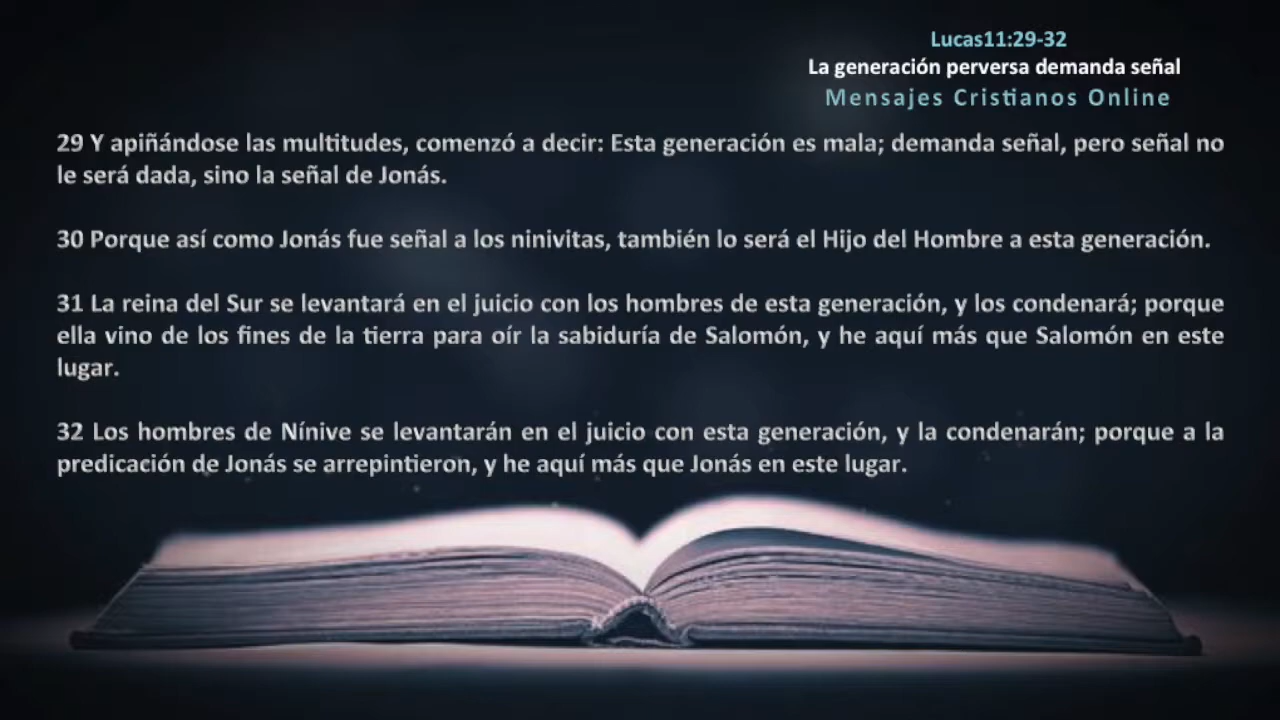 Lucas11:29-32
La generación perversa demanda señal
Mensajes Cristianos Online
29 Y apiñándose las multitudes, comenzó a decir: Esta generación es mala; demanda señal, pero señal no
le será dada, sino la señal de Jonás.
30 Porque así como Jonás fue señal a los ninivitas, también lo será el Hijo del Hombre a esta generación.
31 La reina del Sur se levantará en el juicio con los hombres de esta generación, y los condenará; porque
ella vino de los fines de la tierra para oír la sabiduría de Salomón, y he aquí más que Salomón en este
lugar.
32 Los hombres de Nínive se levantarán en el juicio con esta generación, y la condenarán; porque a la
predicación de Jonás se arrepintieron, y he aquí más que Jonás en este lugar.